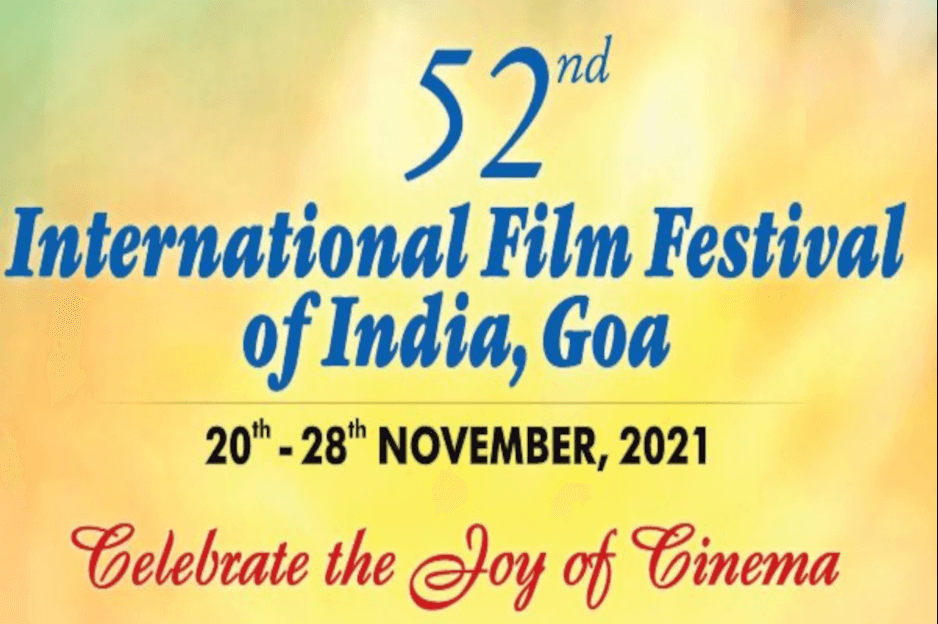 52nd
International Film Festival
of India, Goa
20th - 28th NOVEMBER, 2021
Celebrate the Joy of Cinema